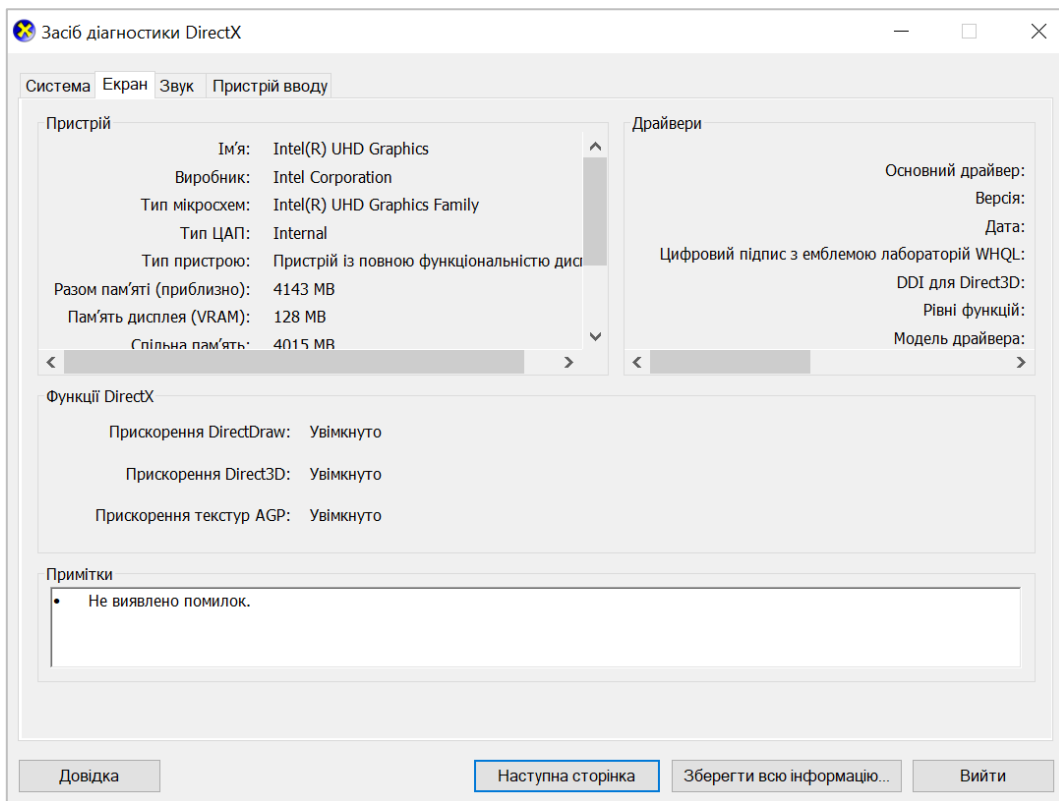 Засіб діагностики DirectX
Система Екран Звук Пристрій вводу
Пристрій
Ім'я: Intel(R) UHD Graphics
Виробник: Intel Corporation
Тип мікросхем: Intel(R) UHD Graphics Family
Тип ЦАП: Internal
Тип пристрою: Пристрій із повною функціональністю дисп
Разом пам'яті (приблизно): 4143 MB
Пам'ять дисплея (VRAM): 128 MB
Спільна пам'ять: 4015 MB
Драйвери
Основний драйвер:
Версія:
Дата:
Цифровий підпис з емблемою лабораторій WHQL:
DDI для Direct3D:
Рівні функцій:
Модель драйвера:
Функції DirectX
Прискорення DirectDraw: Увімкнуто
Прискорення Direct3D: Увімкнуто
Прискорення текстур AGP: Увімкнуто
Примітки
• Не виявлено помилок.
Довідка Наступна сторінка Зберегти всю інформацію... Вийти